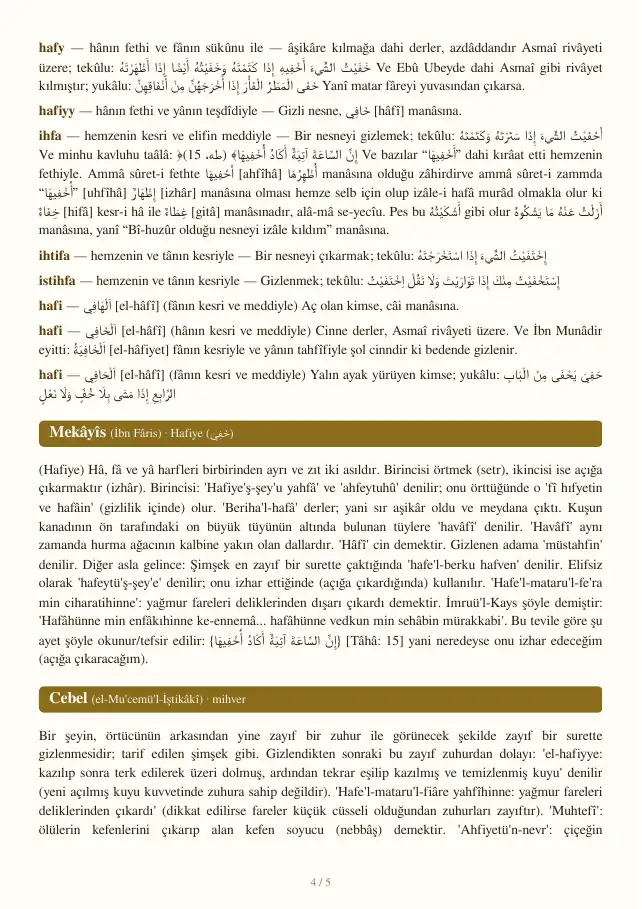 hafy — hânın fethi ve fânın sükûnu ile — âşikâre kılmağa dahi derler, azdâddandır Asmaî rivâyeti
üzere; tekûlu: خَفَيْتُ الشَّيْءَ أَخْفِيهِ إِذَا كَتَمْتَهُ وَخَفَيْتُهُ أَيْضًا إِذَا أَظْهَرْتَهُ Ve Ebû Ubeyde dahi Asmaî gibi rivâyet
kılmıştır; yukâlu: خَفَى الْمَطَرُ الْفَأْرَ إِذَا أَخْرَجَهُنَّ مِنْ أَنْفَاقِهِنَّ Yani matar fâreyi yuvasından çıkarsa.
hafiyy — hânın fethi ve yânın teşdîdiyle — Gizli nesne, خَافِي [hâfî] manâsına.
ihfa — hemzenin kesri ve elifin meddiyle — Bir nesneyi gizlemek; tekûlu: أَخْفَيْتُ الشَّيْءَ إِذَا سَتَرْتَهُ وَكَتَمْتَهُ
Ve minhu kavluhu taâlâ: ﴿إِنَّ السَّاعَةَ آتِيَةٌ أَكَادُ أُخْفِيهَا﴾ (طه، 15) Ve bazılar “أَخْفِيهَا” dahi kırâat etti hemzenin
fethiyle. Ammâ sûret-i fethte أَخْفِيهَا [ahfîhâ] أُظْهِرُهَا manâsına olduğu zâhirdirve ammâ sûret-i zammda
“أُخْفِيهَا” [uhfîhâ] إِظْهَارٌ [izhâr] manâsına olması hemze selb için olup izâle-i hafâ murâd olmakla olur ki
خِفَاءٌ [hifâ] kesr-i hâ ile غِطَاءٌ [gitâ] manâsınadır, alâ-mâ se-yecîu. Pes bu أَشْكَيْتُهُ gibi olur أَزَلْتُ عَنْهُ مَا يَشْكُوهُ
manâsına, yanî “Bî-huzûr olduğu nesneyi izâle kıldım” manâsına.
ihtifa — hemzenin ve tânın kesriyle — Bir nesneyi çıkarmak; tekûlu: إِخْتَفَيْتُ الشَّيْءَ إِذَا اسْتَخْرَجْتَهُ
istihfa — hemzenin ve tânın kesriyle — Gizlenmek; tekûlu: إِسْتَخْفَيْتُ مِنْكَ إِذَا تَوَارَيْتَ وَلَا تَقُلْ اِخْتَفَيْتُ
hafi — اَلْهَافِي [el-hâfî] (fânın kesri ve meddiyle) Aç olan kimse, câi manâsına.
hafi — اَلْخَافِي [el-hâfî] (hânın kesri ve meddiyle) Cinne derler, Asmaî rivâyeti üzere. Ve İbn Munâdir
eyitti: اَلْخَافِيَةُ [el-hâfiyet] fânın kesriyle ve yânın tahfîfiyle şol cinndir ki bedende gizlenir.
hafi — اَلْحَافِي [el-hâfî] (fânın kesri ve meddiyle) Yalın ayak yürüyen kimse; yukâlu: حَفِيَ يَحْفَى مِنْ الْبَابِ
الرَّابِعِ إِذَا مَشَى بِلَا خُفٍّ وَلَا نَعْلٍ
Mekâyîs (İbn Fâris) · Hafiye (خَفِيَ)
(Hafiye) Hâ, fâ ve yâ harfleri birbirinden ayrı ve zıt iki asıldır. Birincisi örtmek (setr), ikincisi ise açığa
çıkarmaktır (izhâr). Birincisi: 'Hafiye'ş-şey'u yahfâ' ve 'ahfeytuhû' denilir; onu örttüğünde o 'fî hıfyetin
ve hafâin' (gizlilik içinde) olur. 'Beriha'l-hafâ' derler; yani sır aşikâr oldu ve meydana çıktı. Kuşun
kanadının ön tarafındaki on büyük tüyünün altında bulunan tüylere 'havâfî' denilir. 'Havâfî' aynı
zamanda hurma ağacının kalbine yakın olan dallardır. 'Hâfî' cin demektir. Gizlenen adama 'müstahfin'
denilir. Diğer asla gelince: Şimşek en zayıf bir surette çaktığında 'hafe'l-berku hafven' denilir. Elifsiz
olarak 'hafeytü'ş-şey'e' denilir; onu izhar ettiğinde (açığa çıkardığında) kullanılır. 'Hafe'l-mataru'l-fe'ra
min ciharatihinne': yağmur fareleri deliklerinden dışarı çıkardı demektir. İmruü'l-Kays şöyle demiştir:
'Hafâhünne min enfâkıhinne ke-ennemâ... hafâhünne vedkun min sehâbin mürakkabi'. Bu tevile göre şu
ayet şöyle okunur/tefsir edilir: {إِنَّ السَّاعَةَ آتِيَةٌ أَكَادُ أُخْفِيهَا} [Tâhâ: 15] yani neredeyse onu izhar edeceğim
(açığa çıkaracağım).
Cebel (el-Mu'cemü'l-İştikâkî) · mihver
Bir şeyin, örtücünün arkasından yine zayıf bir zuhur ile görünecek şekilde zayıf bir surette
gizlenmesidir; tarif edilen şimşek gibi. Gizlendikten sonraki bu zayıf zuhurdan dolayı: 'el-hafiyye:
kazılıp sonra terk edilerek üzeri dolmuş, ardından tekrar eşilip kazılmış ve temizlenmiş kuyu' denilir
(yeni açılmış kuyu kuvvetinde zuhura sahip değildir). 'Hafe'l-mataru'l-fiâre yahfîhinne: yağmur fareleri
deliklerinden çıkardı' (dikkat edilirse fareler küçük cüsseli olduğundan zuhurları zayıftır). 'Muhtefî':
ölülerin kefenlerini çıkarıp alan kefen soyucu (nebbâş) demektir. 'Ahfiyetü'n-nevr': çiçeğin
4 / 5